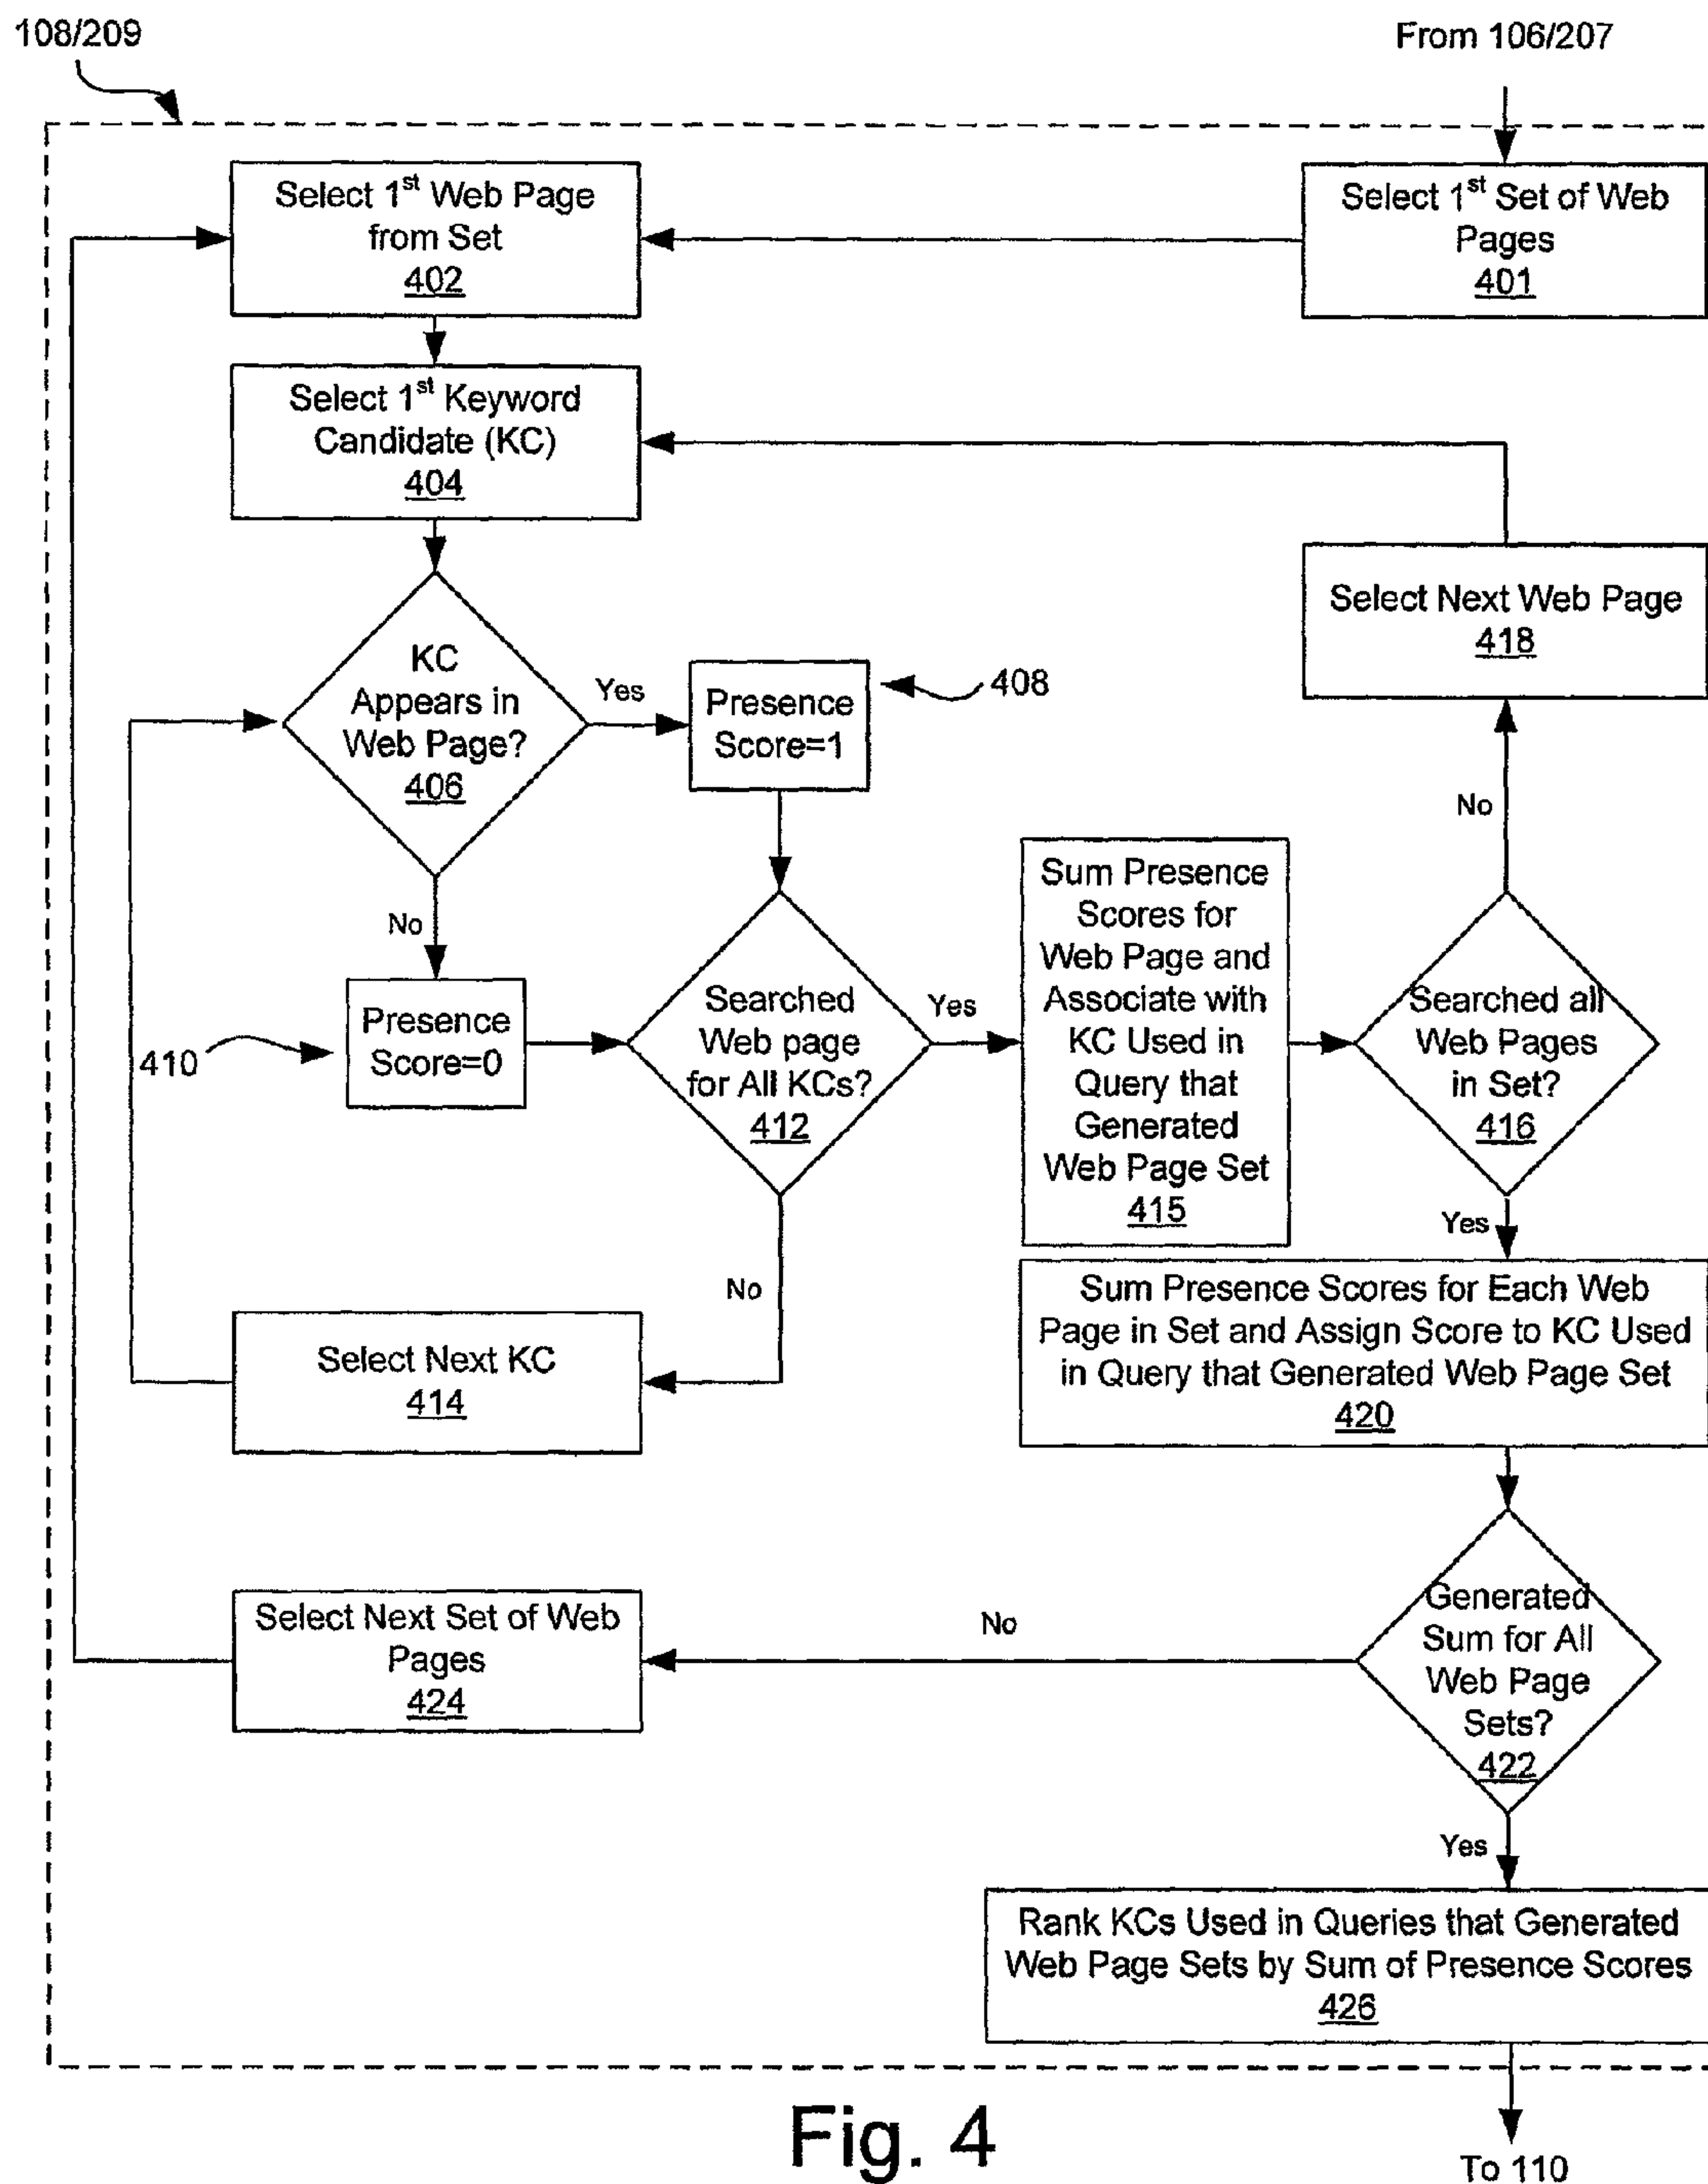 108/209
From 106/207
Select 1st Web Page
from Set
402
Select 1st Set of Web
Pages
401
Select 1st Keyword
Candidate (KC)
404
Select Next Web Page
418
KC
Appears in
Web Page?
406
Yes
Presence
Score=1
408
No
No
Presence
Score=0
410
Searched
Web page
for All KCs?
412
Yes
Sum Presence
Scores for
Web Page and
Associate with
KC Used in
Query that
Generated
Web Page Set
415
Searched all
Web Pages
in Set?
416
Yes
No
Select Next KC
414
Sum Presence Scores for Each Web
Page in Set and Assign Score to KC Used
in Query that Generated Web Page Set
420
Select Next Set of Web
Pages
424
No
Generated
Sum for All
Web Page
Sets?
422
Yes
Rank KCs Used in Queries that Generated
Web Page Sets by Sum of Presence Scores
426
Fig. 4
To 110